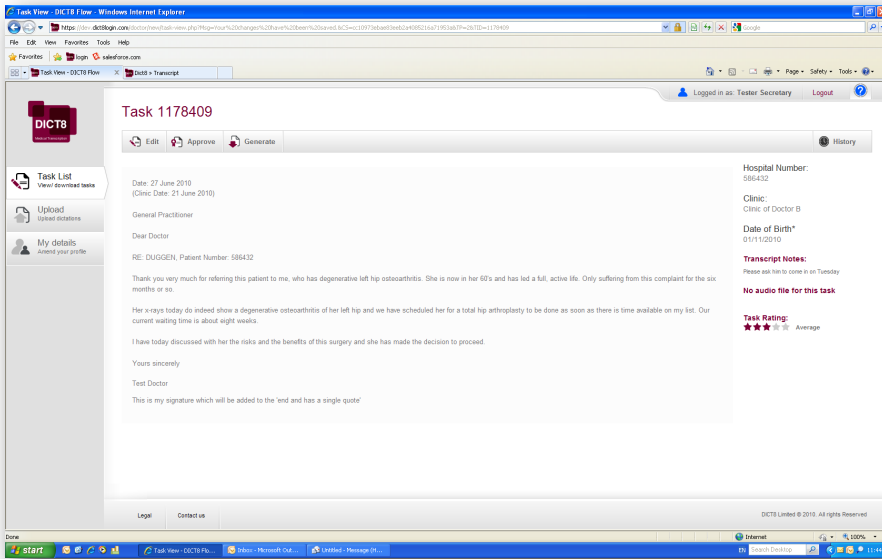 Task View - DICT8 Flow - Windows Internet Explorer
Google
File Edit View Favorites Tools Help
Favorites login salesforce.com
Task View - DICT8 Flow X Dict8 > Transcript Page Safety Tools
Logged in as: Tester Secretary Logout ?
DICT8
Medical Transcription
Task 1178409
Edit Approve Generate History
Task List
View/ download tasks
Upload
Upload dictations
My details
Amend your profile
Date: 27 June 2010
(Clinic Date: 21 June 2010)
General Practitioner
Dear Doctor
RE: DUGGEN, Patient Number: 586432
Thank you very much for referring this patient to me, who has degenerative left hip osteoarthritis. She is now in her 60's and has led a full, active life. Only suffering from this complaint for the six
months or so.
Her x-rays today do indeed show a degenerative osteoarthritis of her left hip and we have scheduled her for a total hip arthroplasty to be done as soon as there is time available on my list. Our
current waiting time is about eight weeks.
I have today discussed with her the risks and the benefits of this surgery and she has made the decision to proceed.
Yours sincerely
Test Doctor
This is my signature which will be added to the 'end and has a single quote'
Hospital Number:
586432
Clinic:
Clinic of Doctor B
Date of Birth*
01/11/2010
Transcript Notes:
Please ask him to come in on Tuesday
No audio file for this task
Task Rating:
Average
Legal Contact us
DICT8 Limited © 2010. All rights Reserved
Done Internet 100%
start Task View - DICT8 Flo... Inbox - Microsoft Out... Untitled - Message (H... EN Search Desktop 11:44